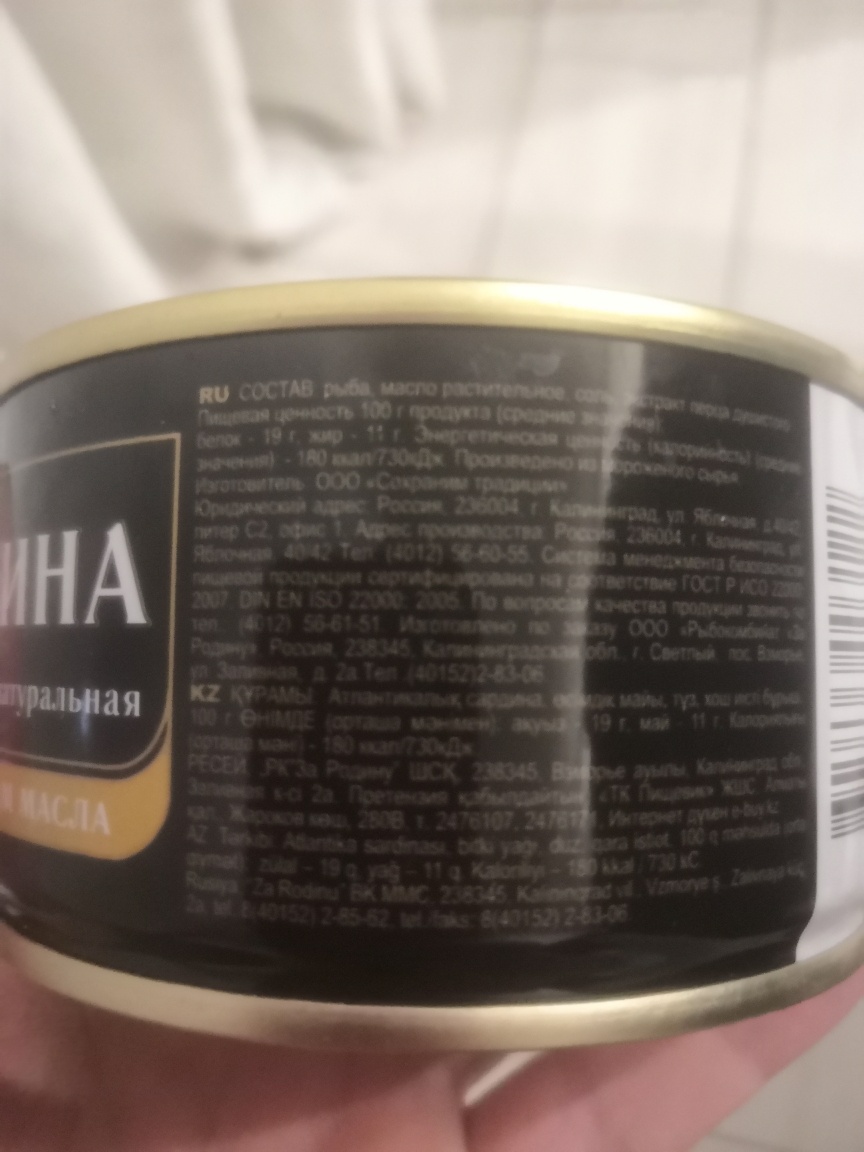 ИНА
натуральная
МАСЛА
RU СОСТАВ: рыба, масло растительное, соль, экстракт перца душистого
Пищевая ценность 100 г продукта (средние значения):
белок - 19 г, жир - 11 г. Энергетическая ценность (калорийность) (средние
значения) - 180 ккал/730кДж. Произведено из мороженого сырья.
Изготовитель: ООО «Сохраним традиции»
Юридический адрес: Россия, 236004, г. Калининград, ул. Яблочная, д.40/42,
литер С2, офис 1. Адрес производства: Россия, 236004, г. Калининград, ул.
Яблочная, 40/42 Тел. (4012) 56-60-55. Система менеджмента безопасности
пищевой продукции сертифицирована на соответствие ГОСТ Р ИСО 22000
2007, DIN EN ISO 22000: 2005. По вопросам качества продукции звонить по
тел.: (4012) 56-61-51. Изготовлено по заказу ООО «Рыбокомбинат «За
Родину», Россия, 238345, Калининградская обл., г. Светлый, пос. Взморье,
ул. Заливная, д. 2а.Тел.:(40152)2-83-06
KZ ҚҰРАМЫ: Атлантикалық сардина, өсімдік майы, тұз, хош иісті бұрыш.
100 г ӨНІМДЕ (орташа мәнімен): ақуыз - 19 г, май - 11 г. Калориялығы
(орташа мәні) - 180 ккал/730кДж
РЕСЕЙ, „РК"За Родину" ШСҚ, 238345, Взморье ауылы, Калининград обл.,
Заливная к-сі 2а. Претензия қабылдайтын: «ТК Пищевик» ЖШС, Алматы
қал., Жароков көш, 280В, т. 2476107, Интернет дүкен e-buy.kz
AZ Tərkibi: Atlantika sardinası, bitki yağı, duz, qara istiot. 100 q məhsulda
qiymət): zülal – 19 q, yağ – 11 q. Kaloriliyi – 180 kkal / 730 kC.
Rusiya, "Za Rodinu" BK MMC, 238345, Kalininqrad vil., Vzmorye ş., Zalivnaya küç.,
2a, tel.: 8(40152) 2-85-62, tel./faks: 8(40152) 2-83-06